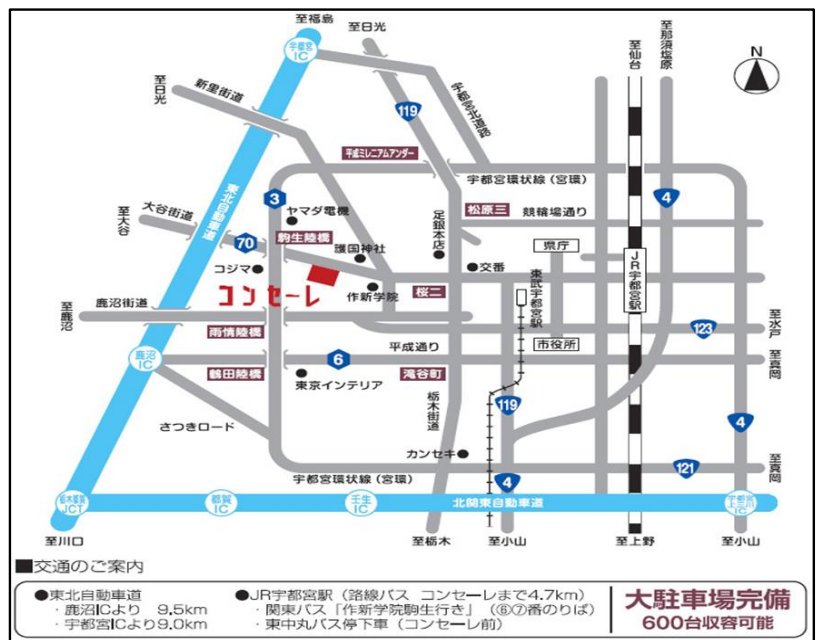 至福島
至日光
至仙台
至那須塩原
宇都宮
IC
N
新里街道
至日光
119
宇都宮北道路
平成ミレニアムアンダー
宇都宮環状線(宮環)
東北自動車道
3
ヤマダ電機
足銀本店
松原三
競輪場通り
4
大谷街道
至大谷
70
駒生陸橋
護国神社
県庁
コジマ
交番
JR宇都宮駅
コンセーレ
作新学院
桜二
東武宇都宮駅
鹿沼街道
至鹿沼
雨情陸橋
123
至水戸
平成通り
市役所
鹿沼
IC
鶴田陸橋
6
滝谷町
至真岡
東京インテリア
栃木街道
119
さつきロード
4
カンセキ
宇都宮環状線(宮環)
4
121
至真岡
栃木都賀
JCT
都賀
IC
壬生
IC
北関東自動車道
宇都宮
上三川
IC
至川口
至栃木
至小山
至上野
至小山
■交通のご案内
●東北自動車道
・鹿沼ICより 9.5km
・宇都宮ICより9.0km
●JR宇都宮駅(路線バス コンセーレまで4.7km)
・関東バス「作新学院駒生行き」(⑥⑦番のりば)
・東中丸バス停下車(コンセーレ前)
大駐車場完備
600台収容可能